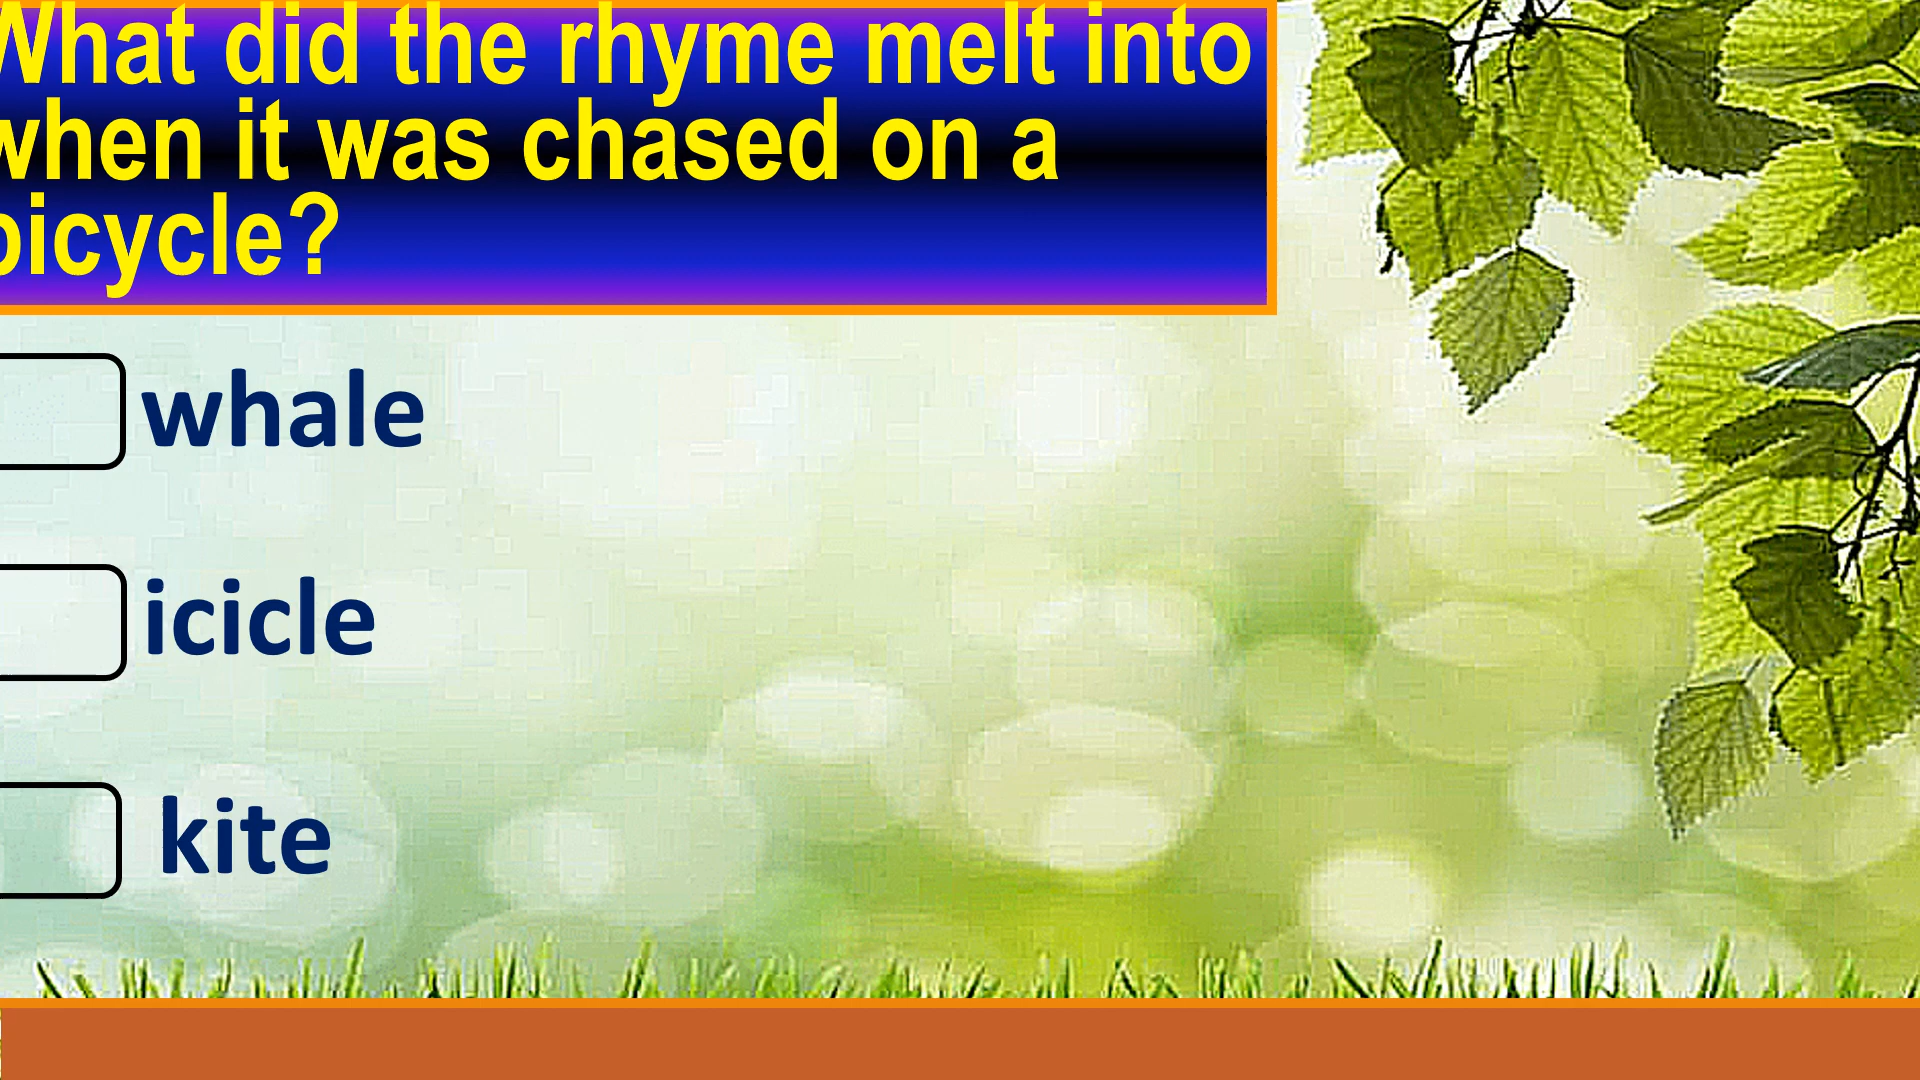 What did the rhyme melt into
when it was chased on a
bicycle?
whale
icicle
kite